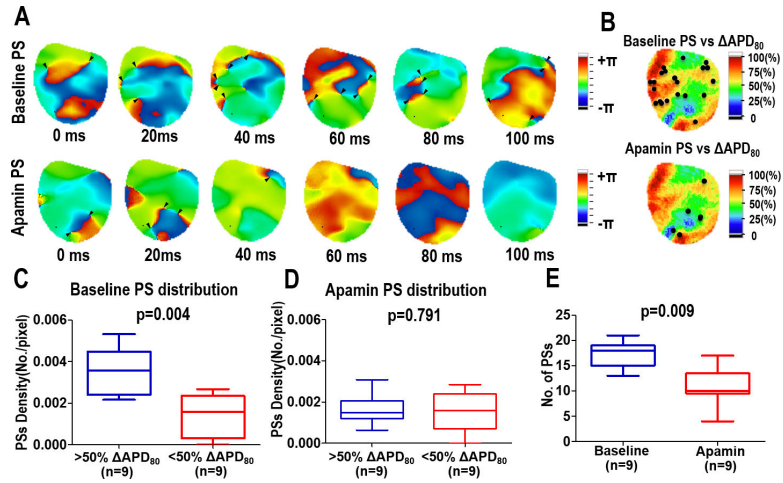 A
B
Baseline PS
0 ms
20ms
40 ms
60 ms
80 ms
100 ms
+π
-π
Baseline PS vs ΔAPD₈₀
100(%)
75(%)
50(%)
25(%)
0
Apamin PS
0 ms
20ms
40 ms
60 ms
80 ms
100 ms
+π
-π
Apamin PS vs ΔAPD₈₀
100(%)
75(%)
50(%)
25(%)
0
C
Baseline PS distribution
p=0.004
PSs Density(No./pixel)
0.006
0.004
0.002
0.000
>50% ΔAPD₈₀
(n=9)
<50% ΔAPD₈₀
(n=9)
D
Apamin PS distribution
p=0.791
PSs Density(No./pixel)
0.006
0.004
0.002
0.000
>50% ΔAPD₈₀
(n=9)
<50% ΔAPD₈₀
(n=9)
E
p=0.009
No. of PSs
25
20
15
10
5
0
Baseline
(n=9)
Apamin
(n=9)